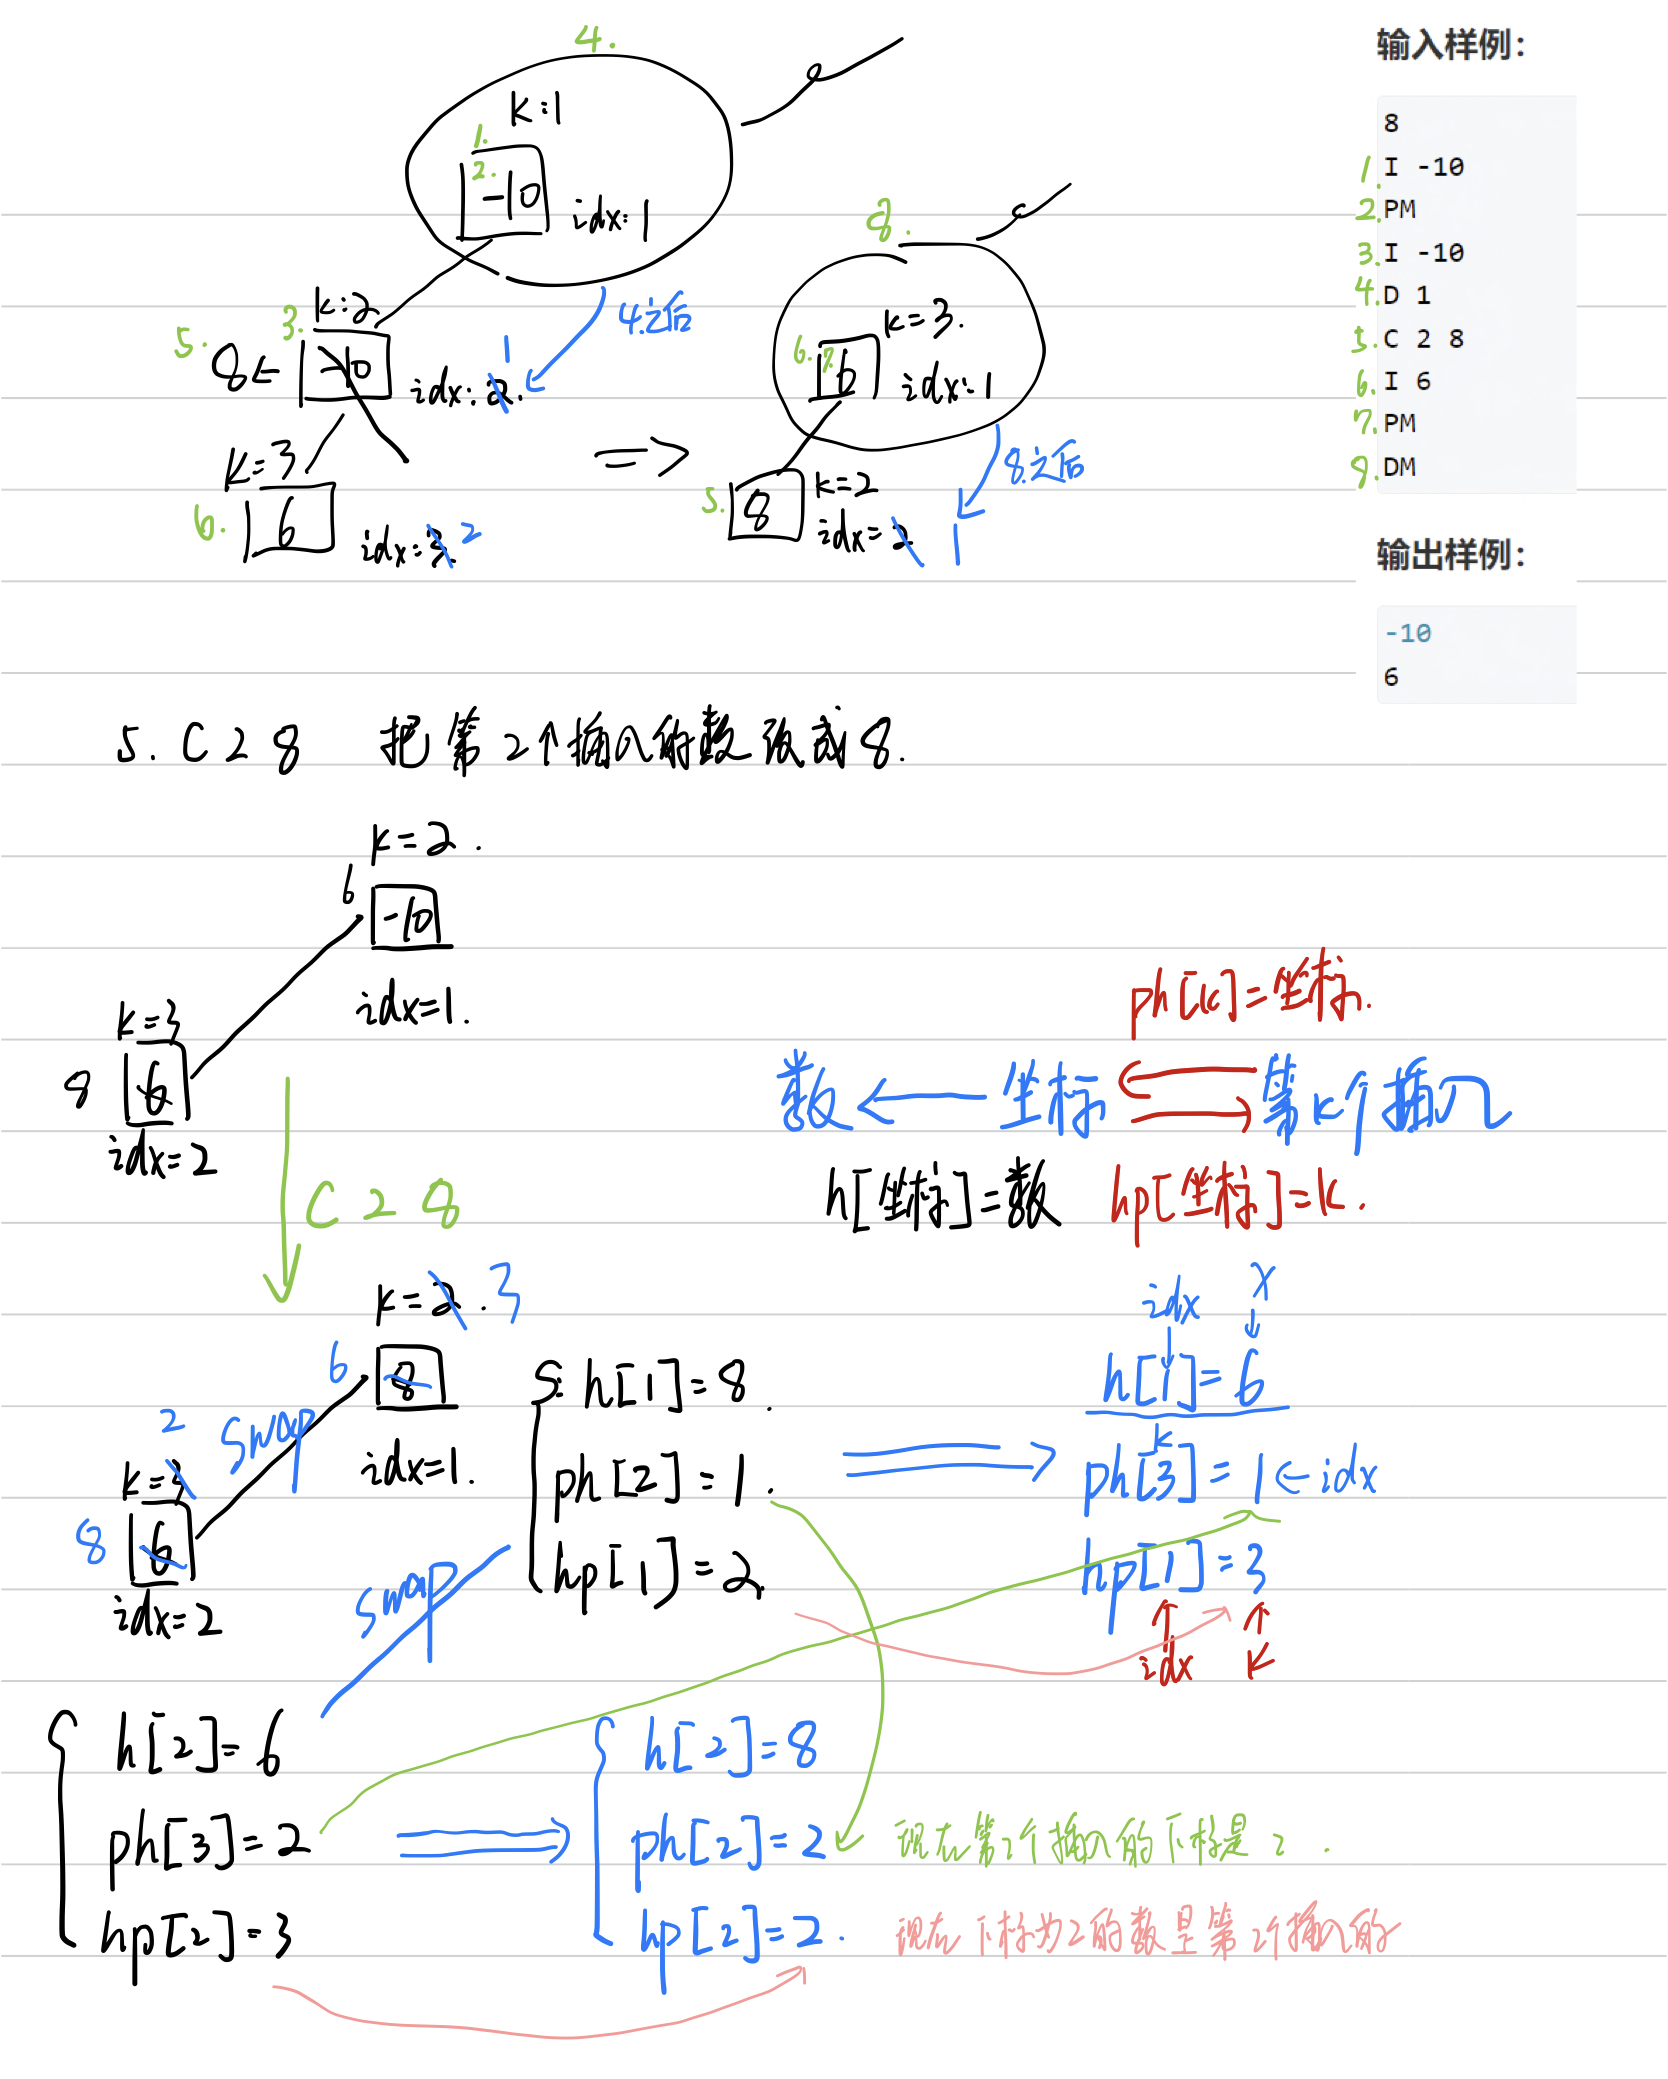 4.
k:1
1.
2.
-10
idx:1
3.
k:2
5.
8←
-10
idx:2
1
4.之后
k=3
6.
6
idx:3
2
8.
k=3.
6. 7.
6
idx:1
8.之后
5.
8
k=2
idx=2
1
输入样例：
8
1. I -10
2. PM
3. I -10
4. D 1
5. C 2 8
6. I 6
7. PM
8. DM
输出样例：
-10
6
5. C 2 8 把第2个插入的数改成8.
k=2.
6
-10
idx=1.
k=3
8
6
idx=2
C 2 8
ph[k]=坐标.
数 ← 坐标 ⇌ 第k个插入
h[坐标]=数 hp[坐标]=k.
k=2.3
6
8
idx=1.
swap
2
k=3
8
6
idx=2
swap
h[1]=8.
ph[2]=1.
hp[1]=2.
idx
x
h[1]=6
k
ph[3]=1←idx
hp[1]=3
idx
k
h[2]=6
ph[3]=2
hp[2]=3
h[2]=8
ph[2]=2 现在第2个插入的下标是2.
hp[2]=2. 现在下标为2的数是第2个插入的